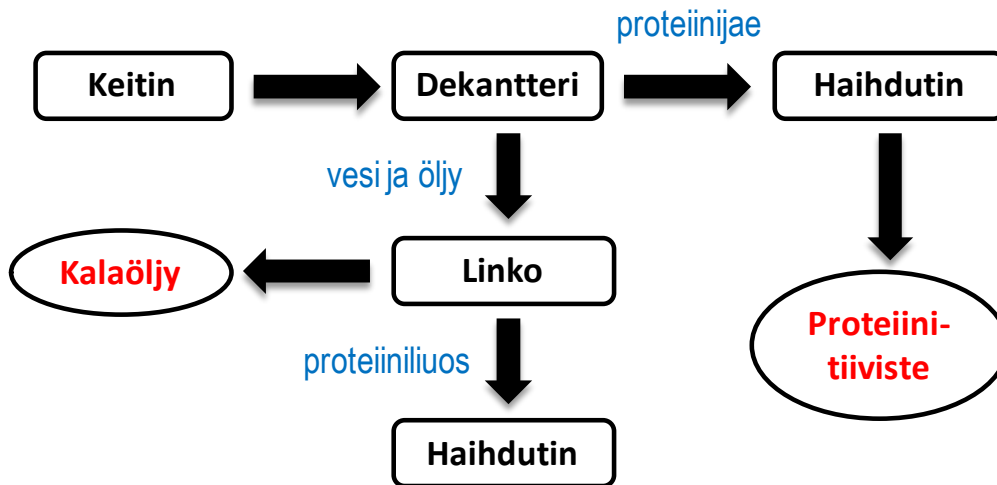 proteiinijae
Keitin
Dekantteri
Haihdutin
vesi ja öljy
Kalaöljy
Linko
Proteiini-
tiiviste
proteiiniliuos
Haihdutin